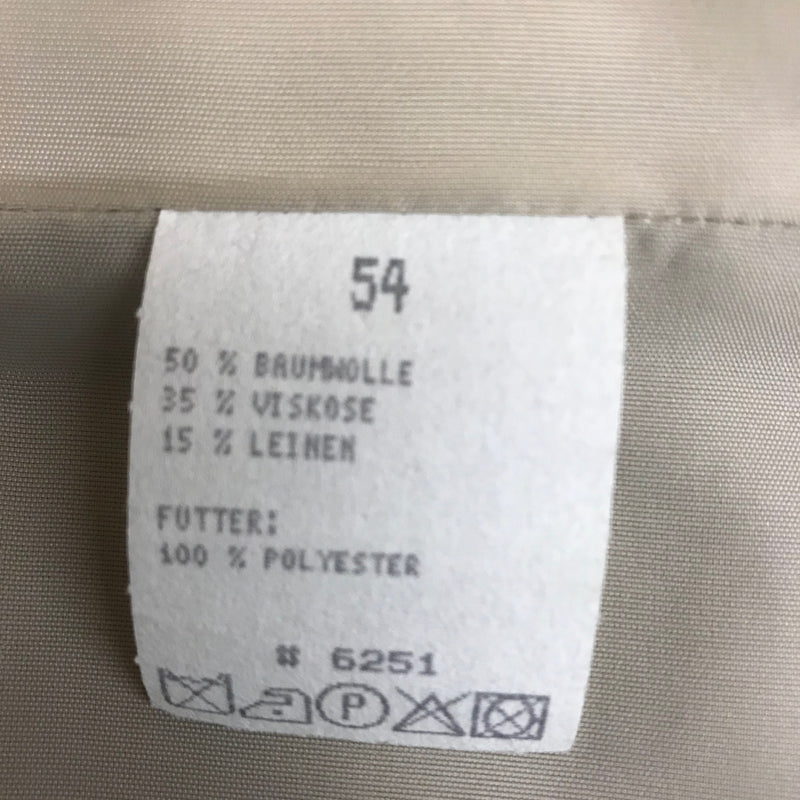 54
50 % BAUMWOLLE
35 % VISKOSE
15 % LEINEN
FUTTER:
100 % POLYESTER
# 6251
P